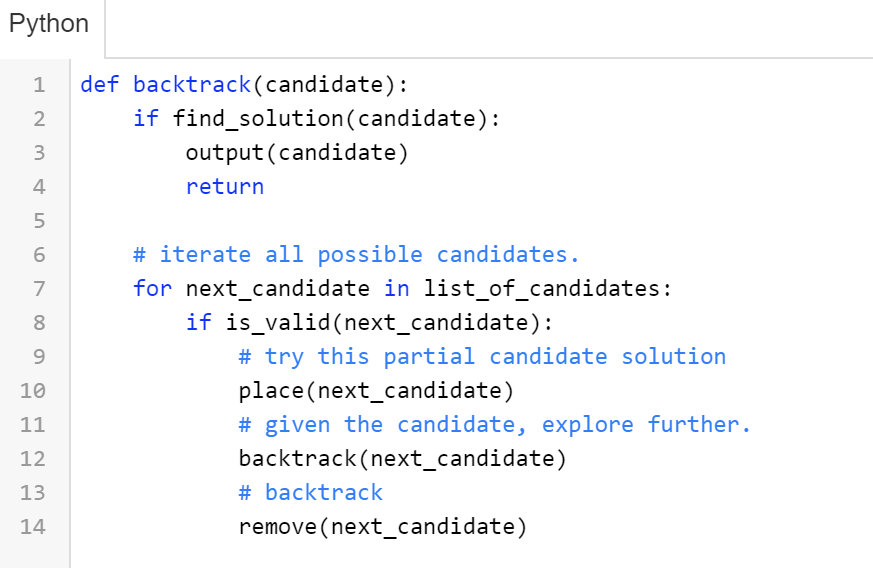 Python
1 def backtrack(candidate):
2     if find_solution(candidate):
3         output(candidate)
4         return
5
6     # iterate all possible candidates.
7     for next_candidate in list_of_candidates:
8         if is_valid(next_candidate):
9             # try this partial candidate solution
10             place(next_candidate)
11             # given the candidate, explore further.
12             backtrack(next_candidate)
13             # backtrack
14             remove(next_candidate)